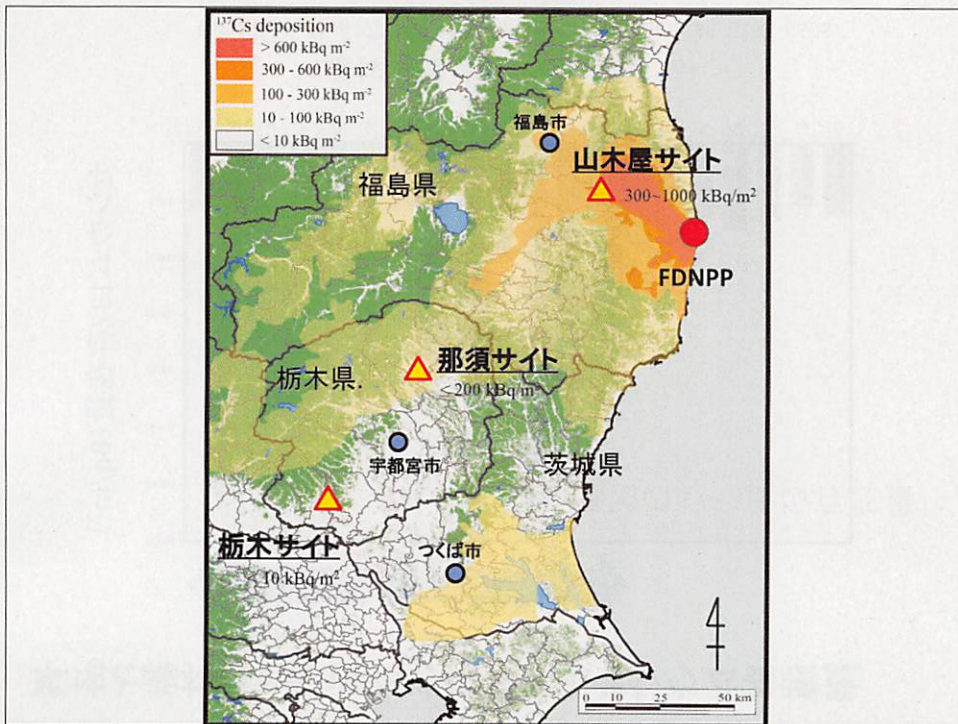 ¹³⁷Cs deposition
> 600 kBq m⁻²
300 - 600 kBq m⁻²
100 - 300 kBq m⁻²
10 - 100 kBq m⁻²
< 10 kBq m⁻²
福島市
山木屋サイト
300~1000 kBq/m²
福島県
FDNPP
那須サイト
< 200 kBq/m²
栃木県.
宇都宮市
茨城県
栃木サイト
< 10 kBq/m²
つくば市
4
0 10 25 50 km